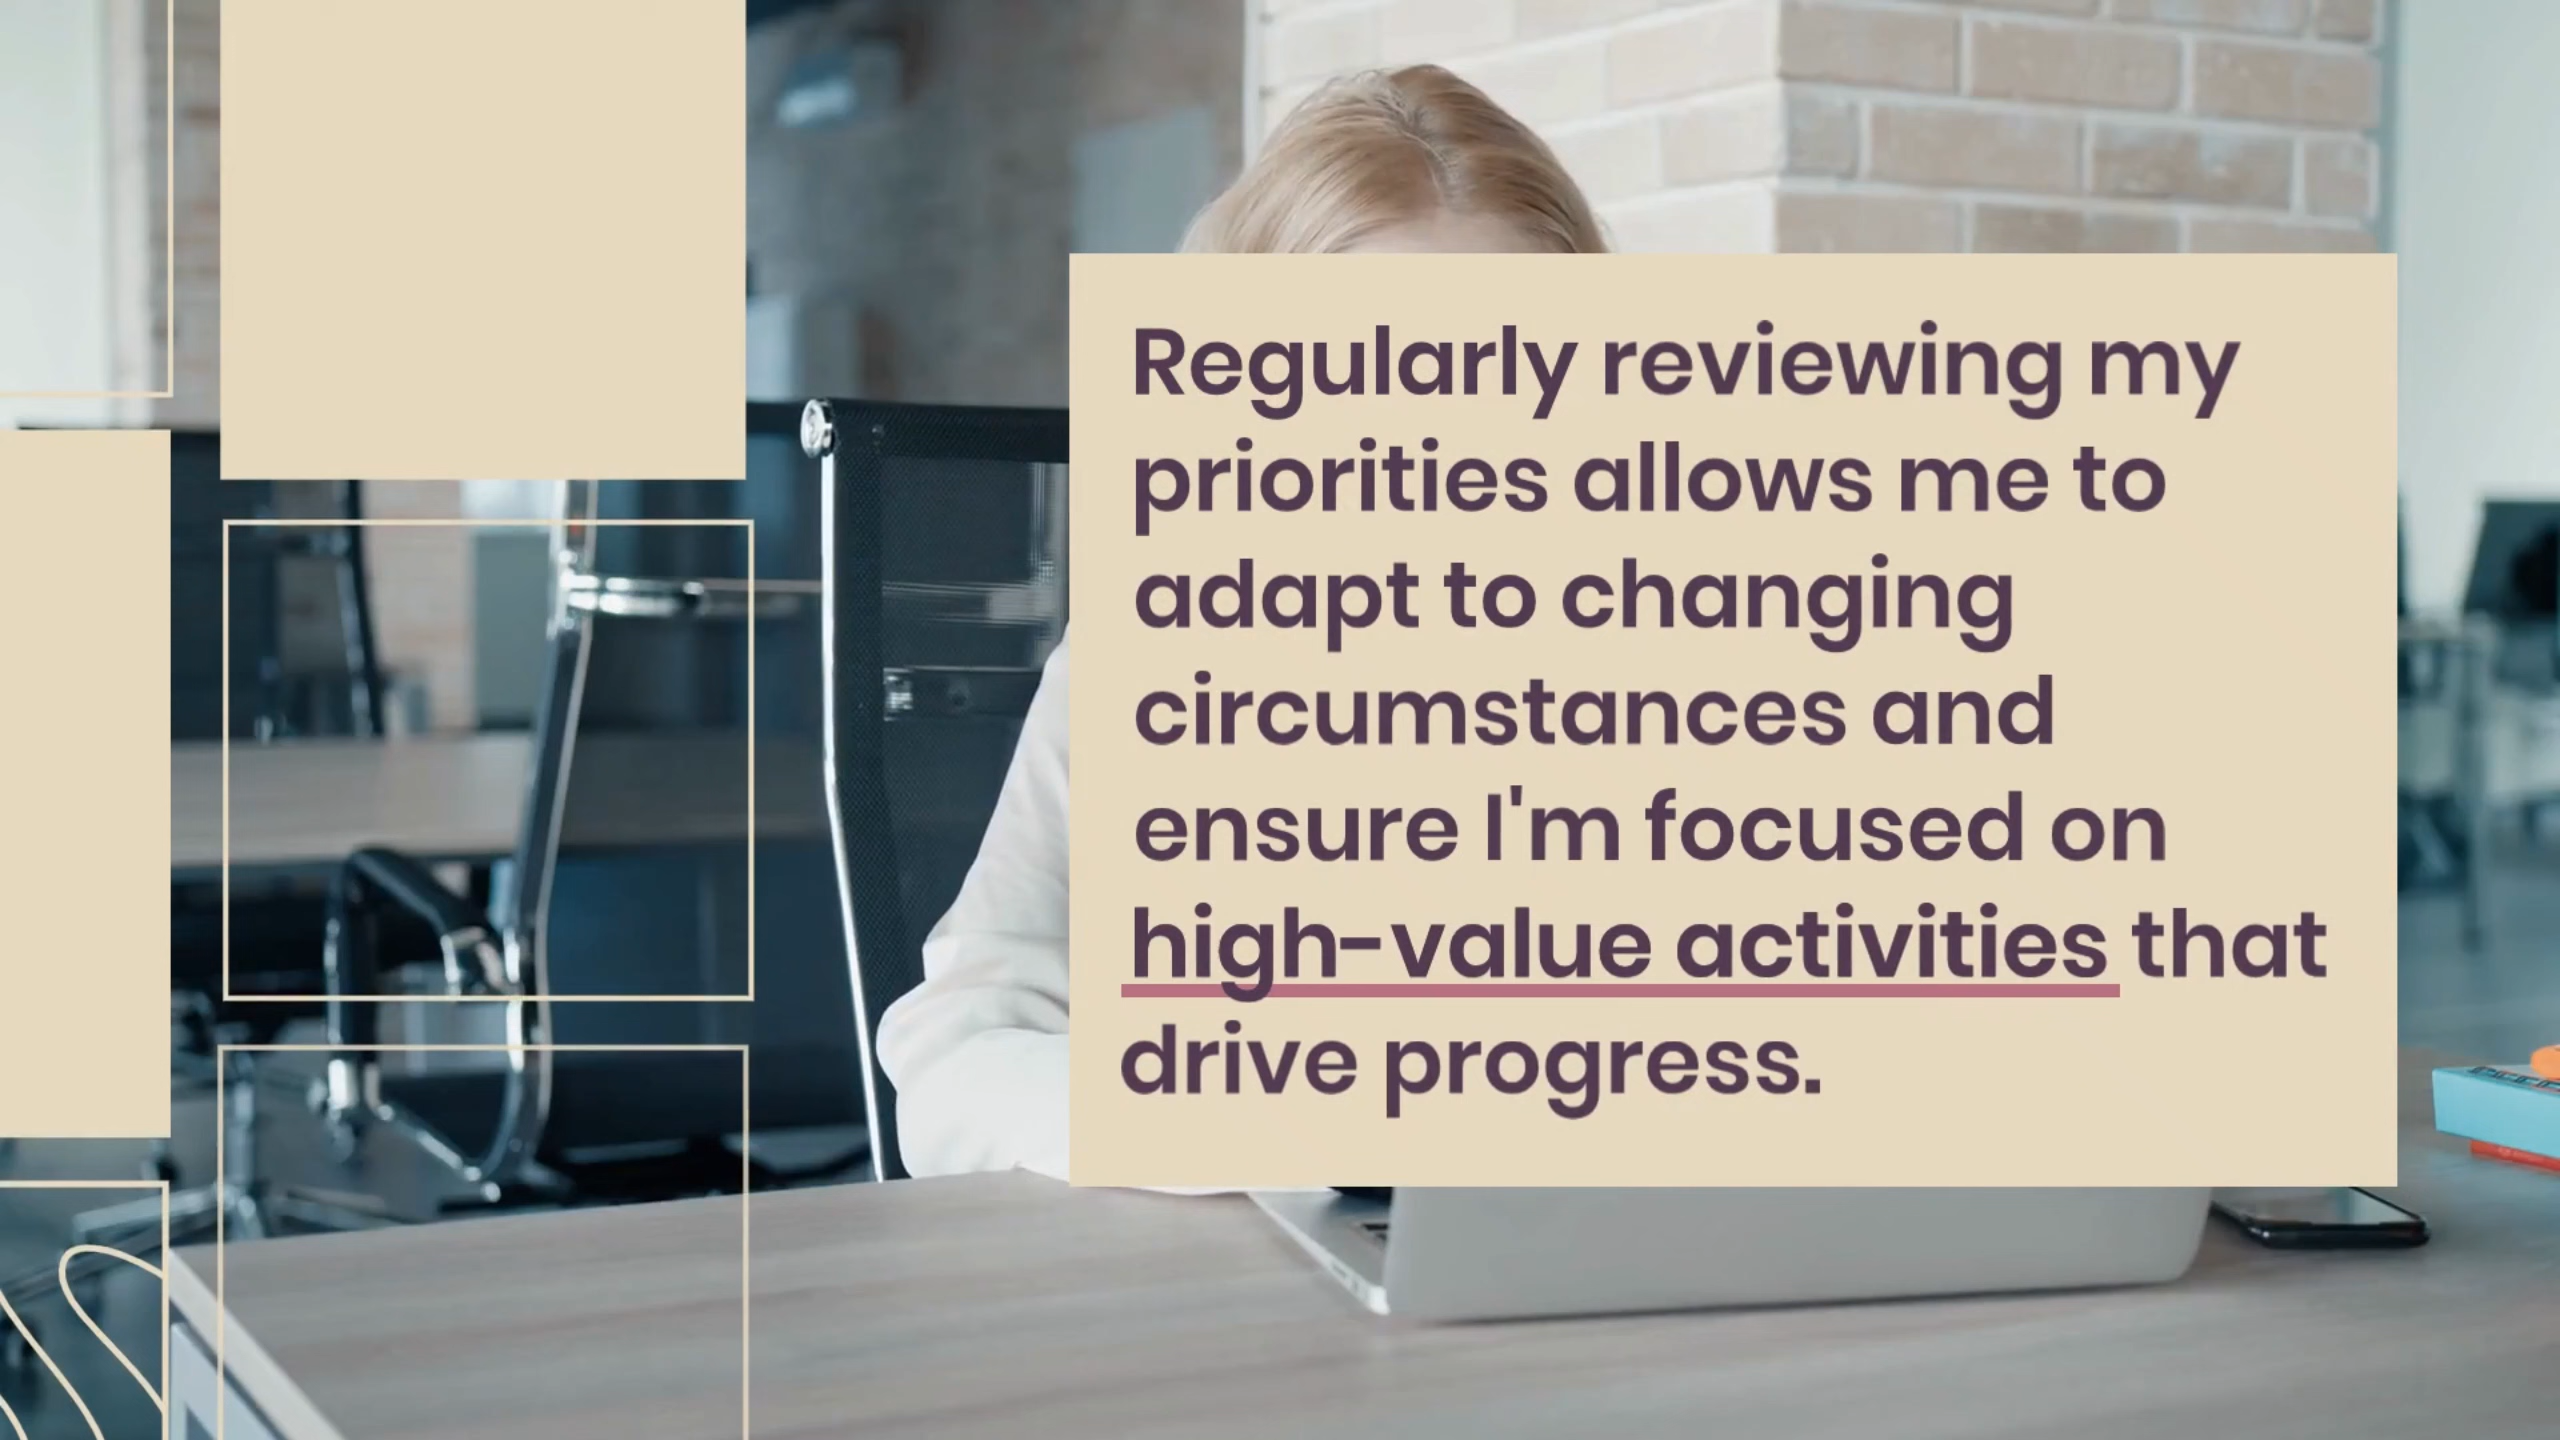 Regularly reviewing my
priorities allows me to
adapt to changing
circumstances and
ensure I'm focused on
high-value activities that
drive progress.